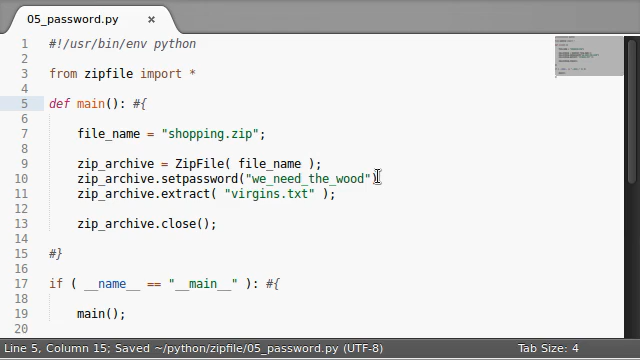 05_password.py ×
1 #!/usr/bin/env python
2
3 from zipfile import *
4
5 def main(): #{
6
7 file_name = "shopping.zip";
8
9 zip_archive = ZipFile( file_name );
10 zip_archive.setpassword("we_need_the_wood")
11 zip_archive.extract( "virgins.txt" );
12
13 zip_archive.close();
14
15 #}
16
17 if ( __name__ == "__main__" ): #{
18
19 main();
20
Line 5, Column 15; Saved ~/python/zipfile/05_password.py (UTF-8) Tab Size: 4